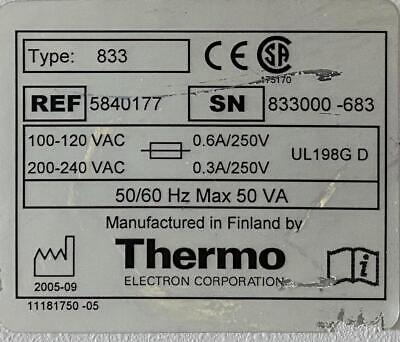 Type: 833
CE SA
175170
REF 5840177 SN 833000 -683
100-120 VAC 0.6A/250V
200-240 VAC 0.3A/250V
UL198G D
50/60 Hz Max 50 VA
Manufactured in Finland by
Thermo
ELECTRON CORPORATION
i
2005-09
11181750 -05